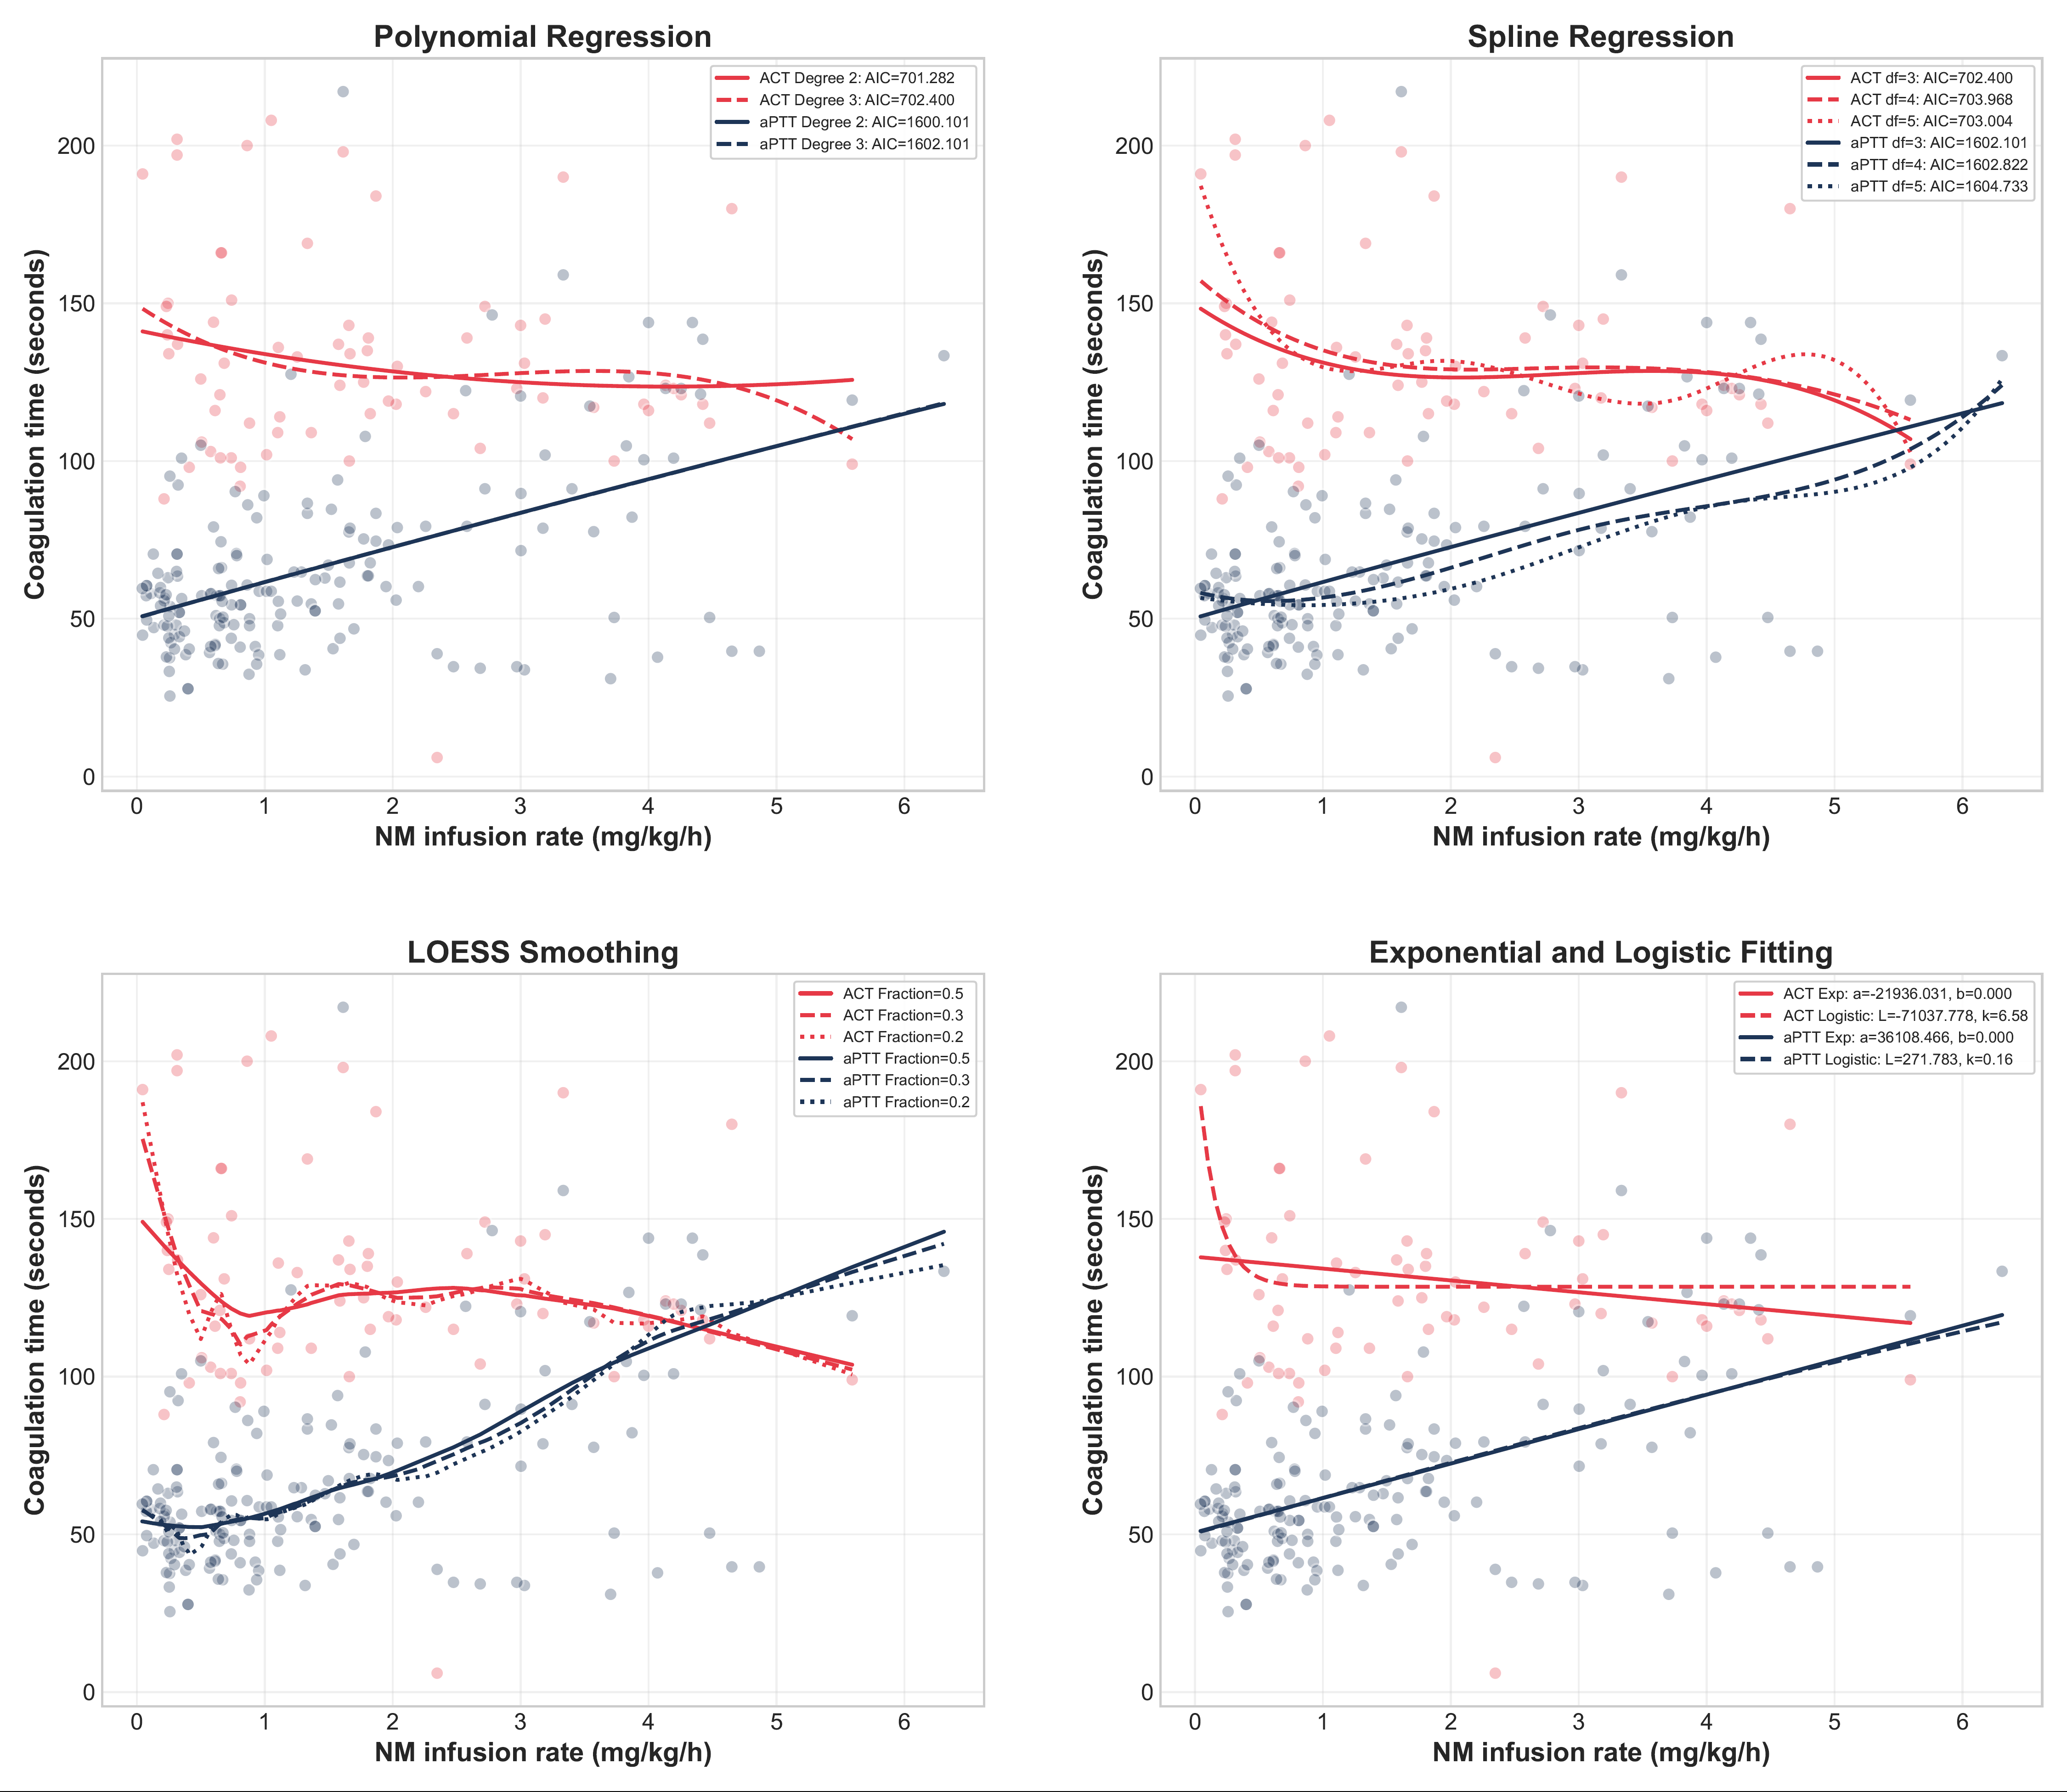 Polynomial Regression
ACT Degree 2: AIC=701.282
ACT Degree 3: AIC=702.400
aPTT Degree 2: AIC=1600.101
aPTT Degree 3: AIC=1602.101
Coagulation time (seconds)
200
150
100
50
0
0 1 2 3 4 5 6
NM infusion rate (mg/kg/h)
Spline Regression
ACT df=3: AIC=702.400
ACT df=4: AIC=703.968
ACT df=5: AIC=703.004
aPTT df=3: AIC=1602.101
aPTT df=4: AIC=1602.822
aPTT df=5: AIC=1604.733
Coagulation time (seconds)
200
150
100
50
0
0 1 2 3 4 5 6
NM infusion rate (mg/kg/h)
LOESS Smoothing
ACT Fraction=0.5
ACT Fraction=0.3
ACT Fraction=0.2
aPTT Fraction=0.5
aPTT Fraction=0.3
aPTT Fraction=0.2
Coagulation time (seconds)
200
150
100
50
0
0 1 2 3 4 5 6
NM infusion rate (mg/kg/h)
Exponential and Logistic Fitting
ACT Exp: a=-21936.031, b=0.000
ACT Logistic: L=-71037.778, k=6.58
aPTT Exp: a=36108.466, b=0.000
aPTT Logistic: L=271.783, k=0.16
Coagulation time (seconds)
200
150
100
50
0
0 1 2 3 4 5 6
NM infusion rate (mg/kg/h)